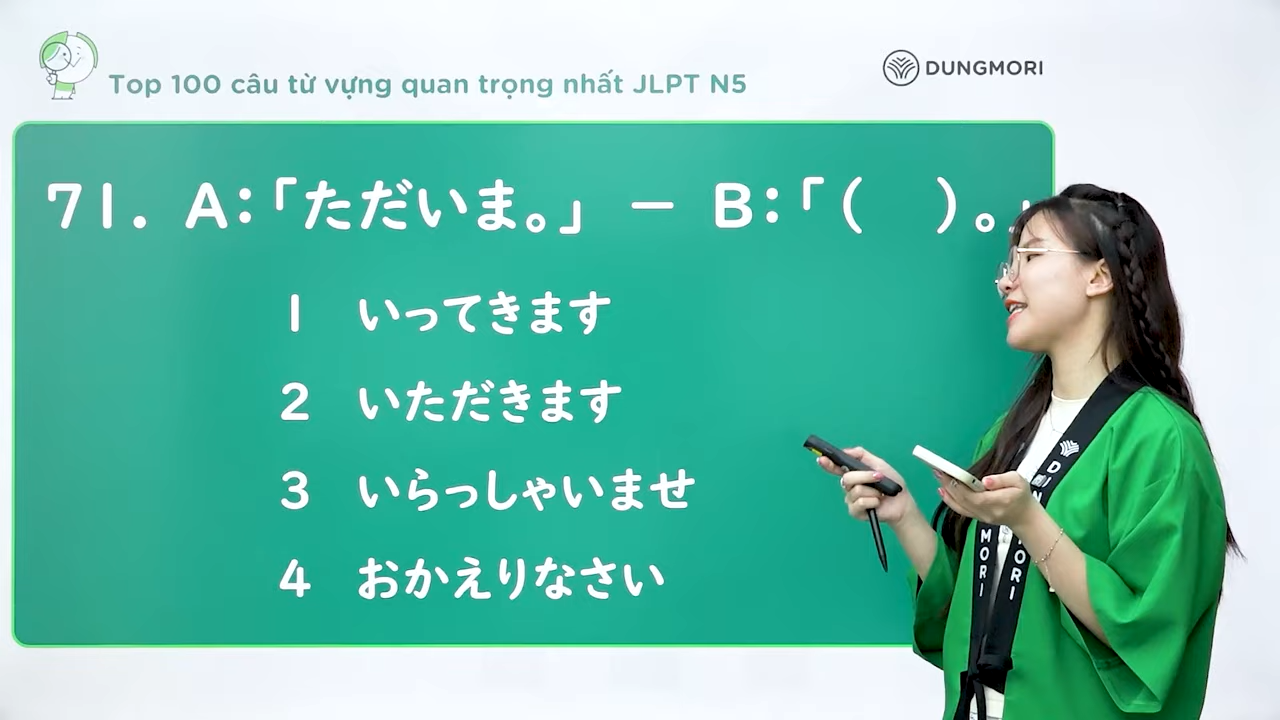 Top 100 câu từ vựng quan trọng nhất JLPT N5
DUNGMORI
71. A:「ただいま。」 － B:「（　）。」
1 いってきます
2 いただきます
3 いらっしゃいませ
4 おかえりなさい
MORI